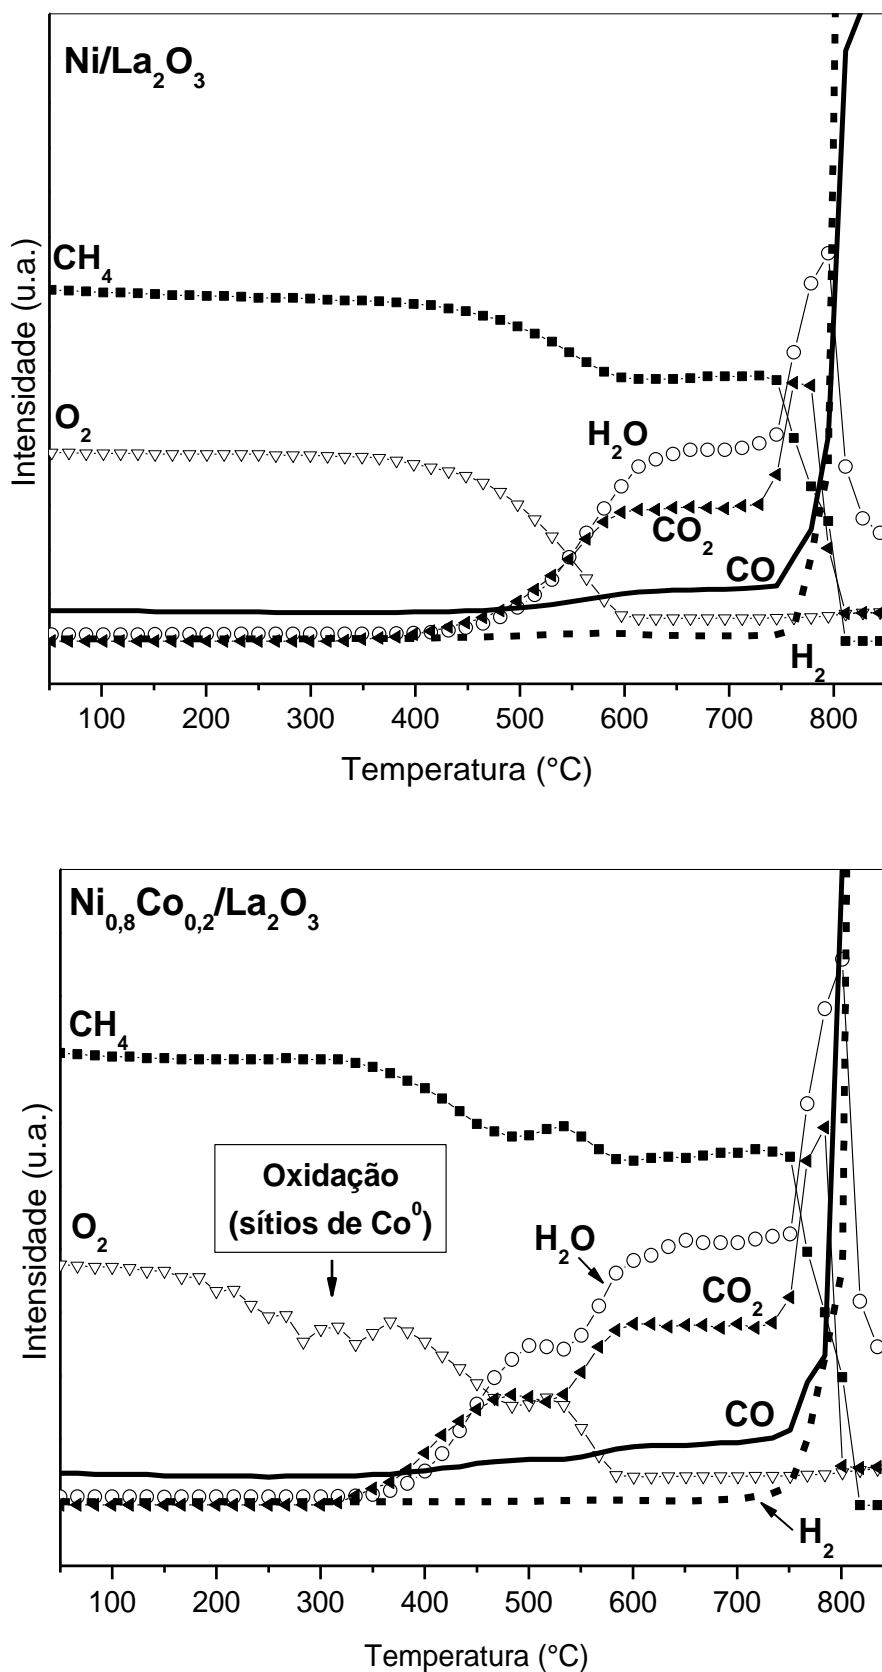 Ni/La₂O₃
CH₄
O₂
H₂O
CO₂
CO
H₂
Intensidade (u.a.)
100 200 300 400 500 600 700 800
Temperatura (°C)
Ni₀,₈Co₀,₂/La₂O₃
CH₄
Oxidação
(sítios de Co⁰)
O₂
H₂O
CO₂
CO
H₂
Intensidade (u.a.)
100 200 300 400 500 600 700 800
Temperatura (°C)